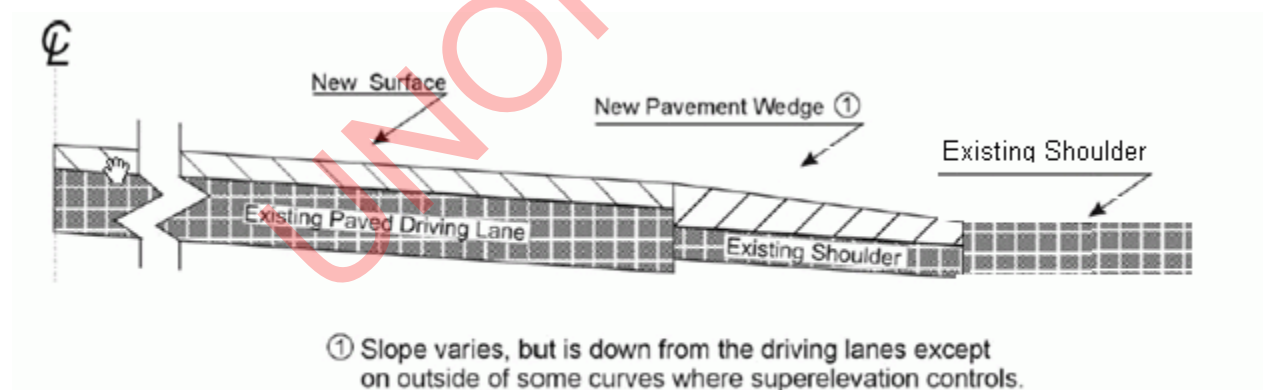 ℄
New Surface
New Pavement Wedge ①
Existing Shoulder
Existing Paved Driving Lane
Existing Shoulder
UNO
① Slope varies, but is down from the driving lanes except
on outside of some curves where superelevation controls.